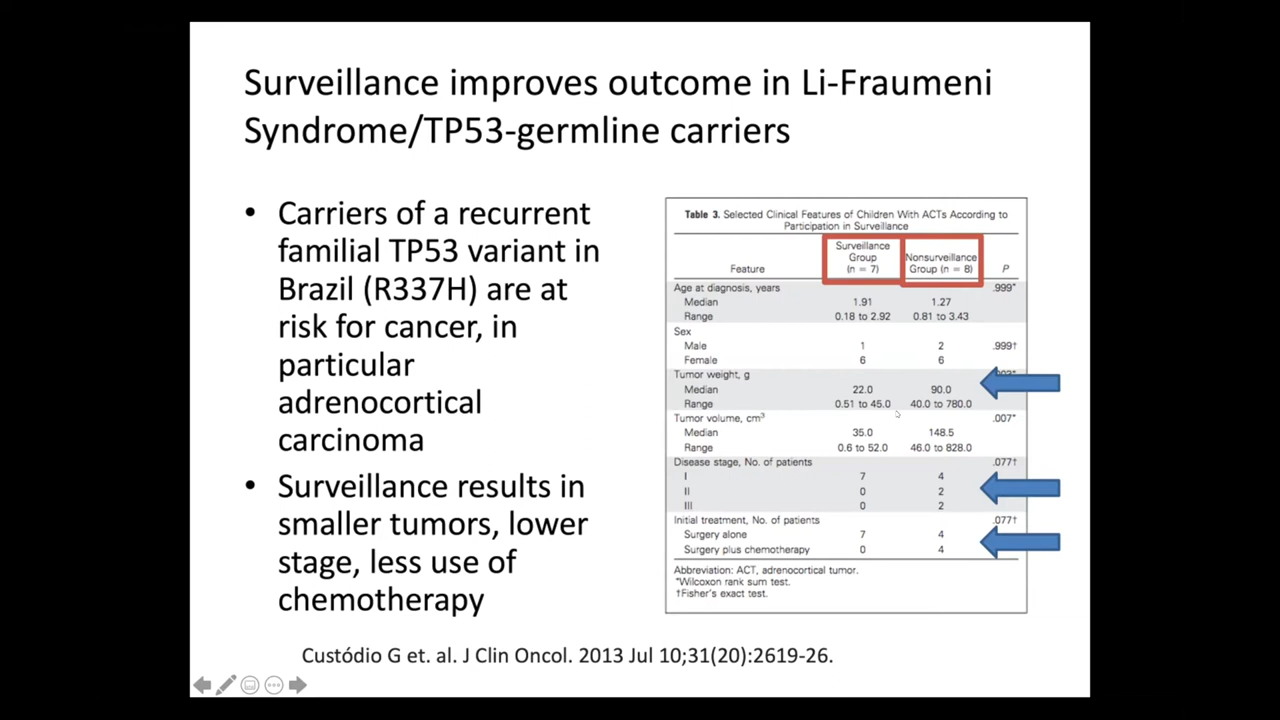 Surveillance improves outcome in Li-Fraumeni
Syndrome/TP53-germline carriers
• Carriers of a recurrent
familial TP53 variant in
Brazil (R337H) are at
risk for cancer, in
particular
adrenocortical
carcinoma
• Surveillance results in
smaller tumors, lower
stage, less use of
chemotherapy
Table 3. Selected Clinical Features of Children With ACTs According to
Participation in Surveillance
Feature Surveillance Group (n = 7) Nonsurveillance Group (n = 8) P
Age at diagnosis, years .999*
Median 1.91 1.27
Range 0.18 to 2.92 0.81 to 3.43
Sex .999†
Male 1 2
Female 6 6
Tumor weight, g
Median 22.0 90.0
Range 0.51 to 45.0 40.0 to 780.0
Tumor volume, cm3 .007*
Median 35.0 148.5
Range 0.6 to 52.0 46.0 to 828.0
Disease stage, No. of patients .077†
I 7 4
II 0 2
III 0 2
Initial treatment, No. of patients .077†
Surgery alone 7 4
Surgery plus chemotherapy 0 4
Abbreviation: ACT, adrenocortical tumor.
*Wilcoxon rank sum test.
†Fisher's exact test.
Custódio G et. al. J Clin Oncol. 2013 Jul 10;31(20):2619-26.